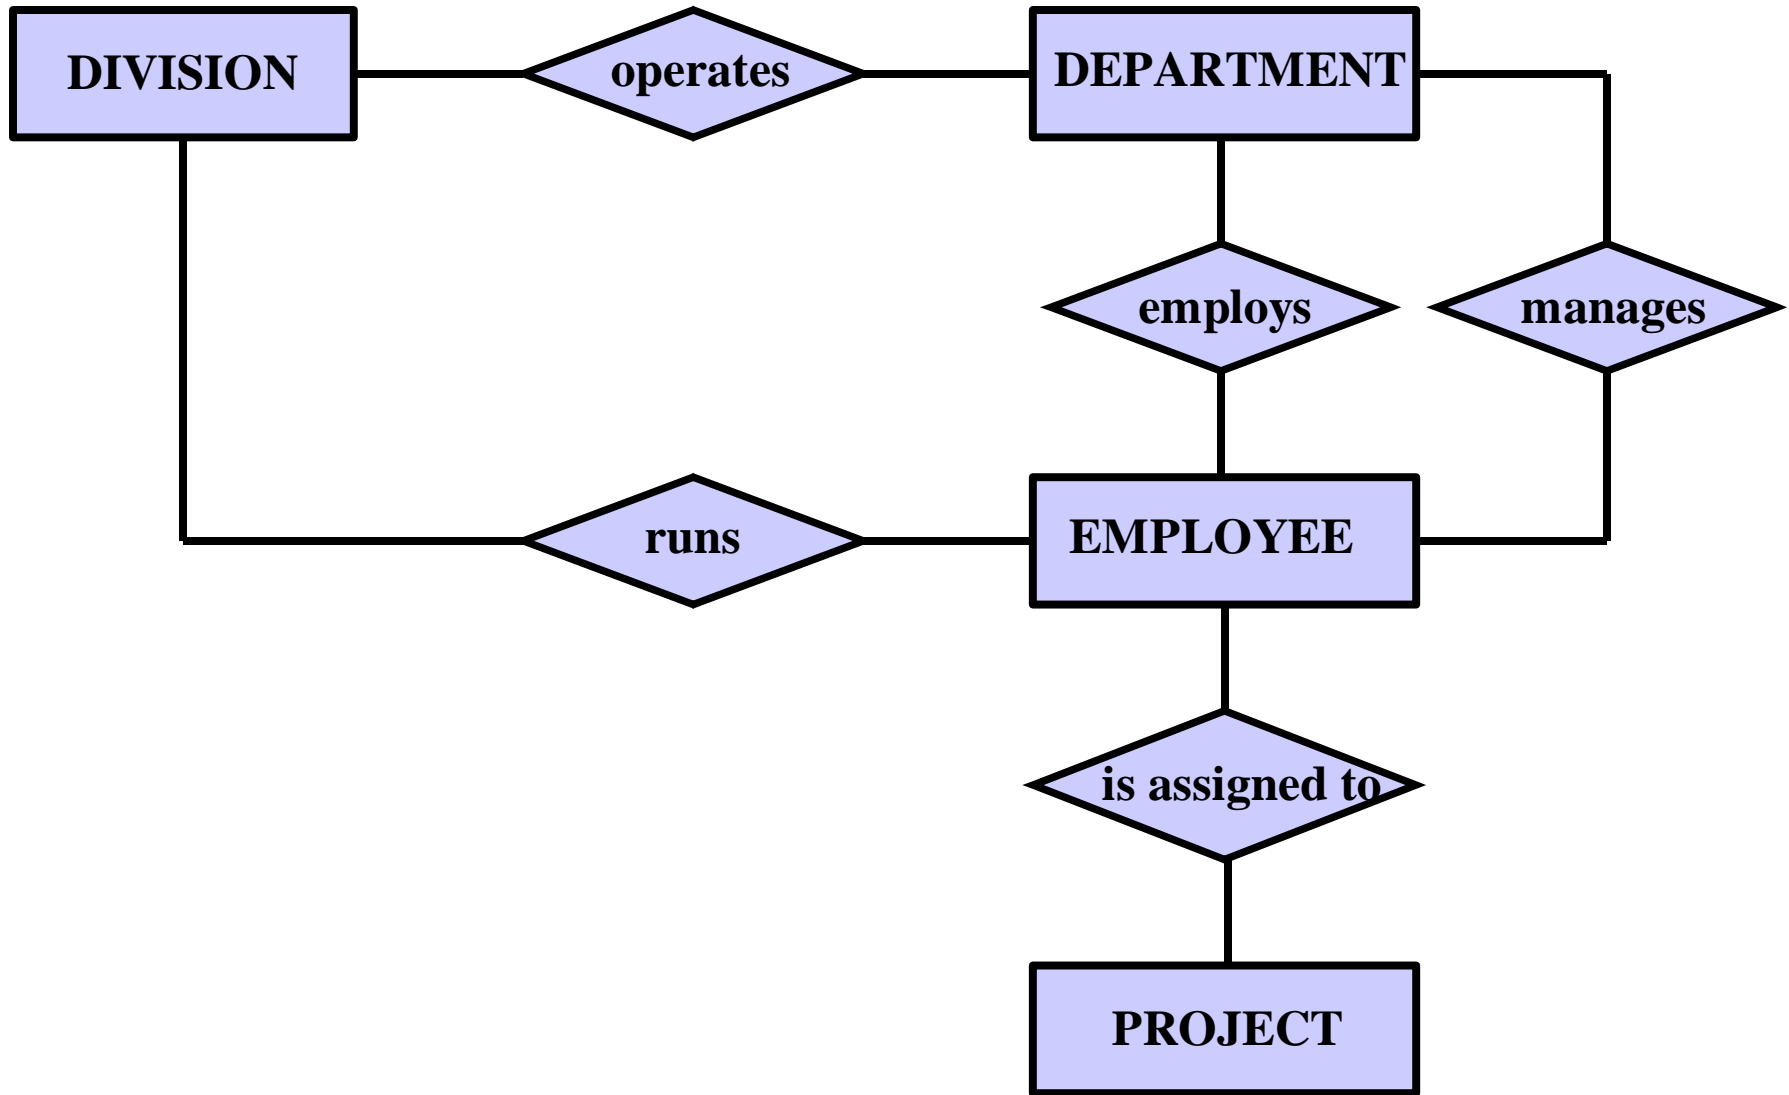 DIVISION
operates
DEPARTMENT
employs
manages
runs
EMPLOYEE
is assigned to
PROJECT